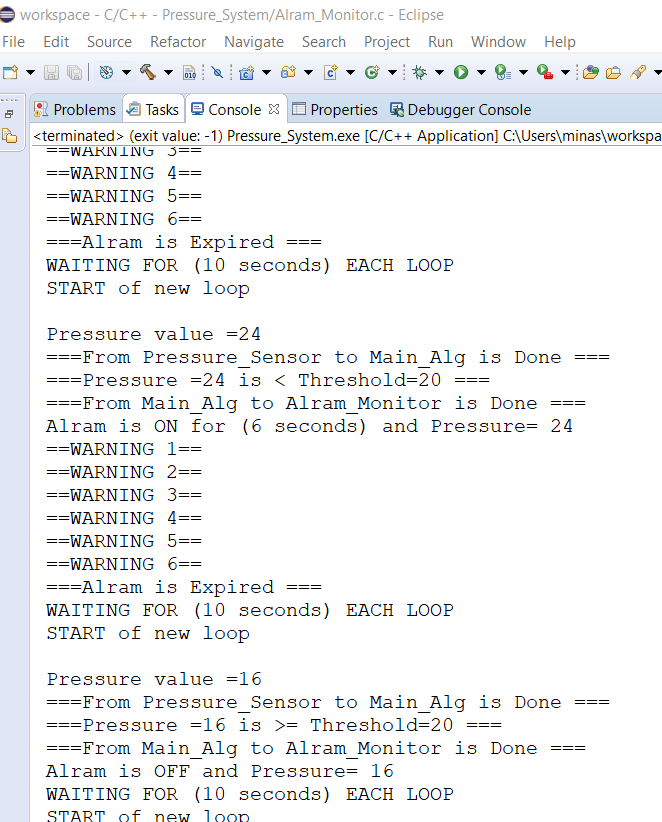 workspace - C/C++ - Pressure_System/Alram_Monitor.c - Eclipse
File Edit Source Refactor Navigate Search Project Run Window Help
Problems Tasks Console Properties Debugger Console
<terminated> (exit value: -1) Pressure_System.exe [C/C++ Application] C:\Users\minas\workspa
==WARNING 3==
==WARNING 4==
==WARNING 5==
==WARNING 6==
===Alram is Expired ===
WAITING FOR (10 seconds) EACH LOOP
START of new loop
Pressure value =24
===From Pressure_Sensor to Main_Alg is Done ===
===Pressure =24 is < Threshold=20 ===
===From Main_Alg to Alram_Monitor is Done ===
Alram is ON for (6 seconds) and Pressure= 24
==WARNING 1==
==WARNING 2==
==WARNING 3==
==WARNING 4==
==WARNING 5==
==WARNING 6==
===Alram is Expired ===
WAITING FOR (10 seconds) EACH LOOP
START of new loop
Pressure value =16
===From Pressure_Sensor to Main_Alg is Done ===
===Pressure =16 is >= Threshold=20 ===
===From Main_Alg to Alram_Monitor is Done ===
Alram is OFF and Pressure= 16
WAITING FOR (10 seconds) EACH LOOP
START of new loop